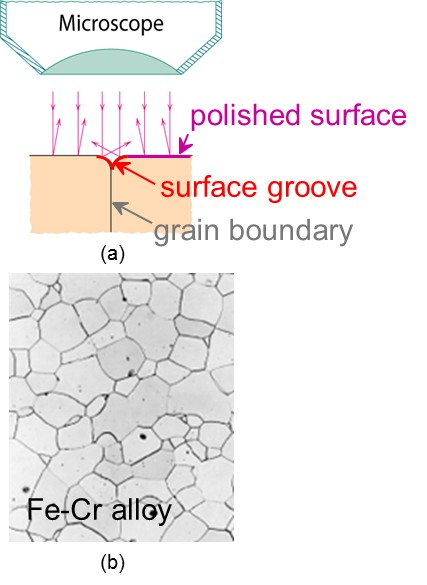 Microscope
polished surface
surface groove
grain boundary
(a)
Fe-Cr alloy
(b)